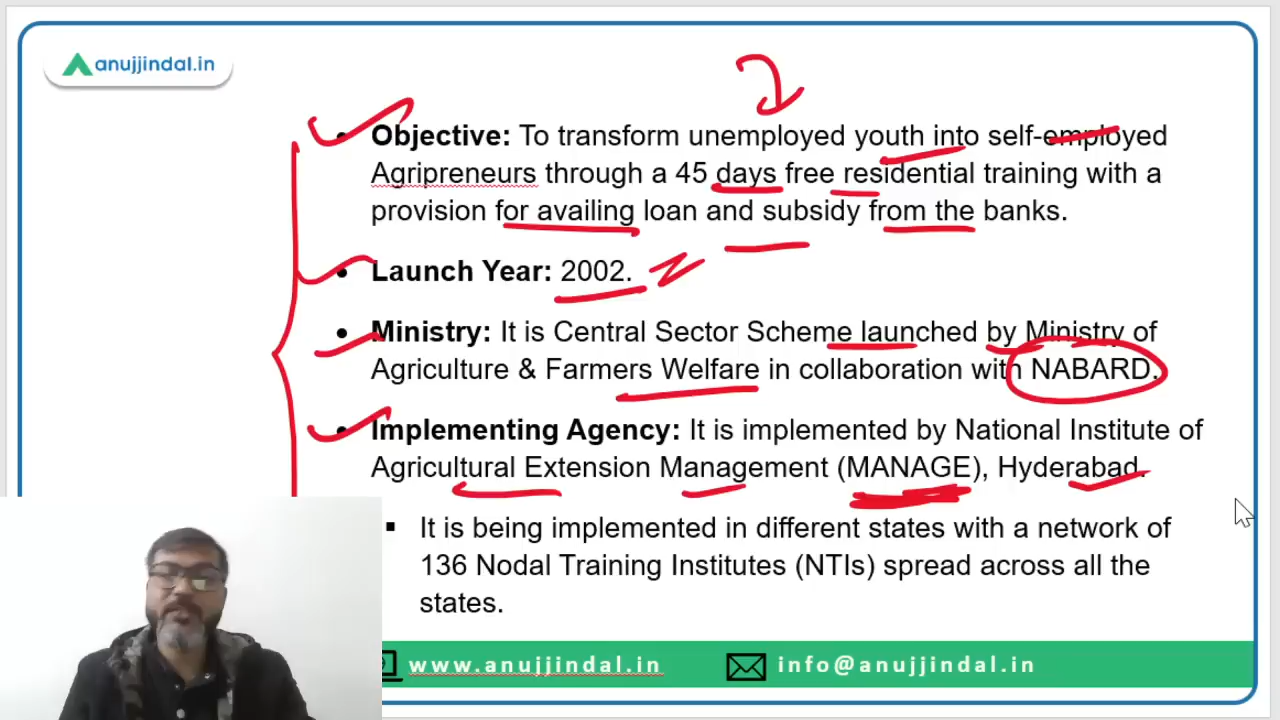 anujjindal.in
• Objective: To transform unemployed youth into self-employed
Agripreneurs through a 45 days free residential training with a
provision for availing loan and subsidy from the banks.
• Launch Year: 2002.
• Ministry: It is Central Sector Scheme launched by Ministry of
Agriculture & Farmers Welfare in collaboration with NABARD.
• Implementing Agency: It is implemented by National Institute of
Agricultural Extension Management (MANAGE), Hyderabad.
▪ It is being implemented in different states with a network of
136 Nodal Training Institutes (NTIs) spread across all the
states.
www.anujjindal.in info@anujjindal.in